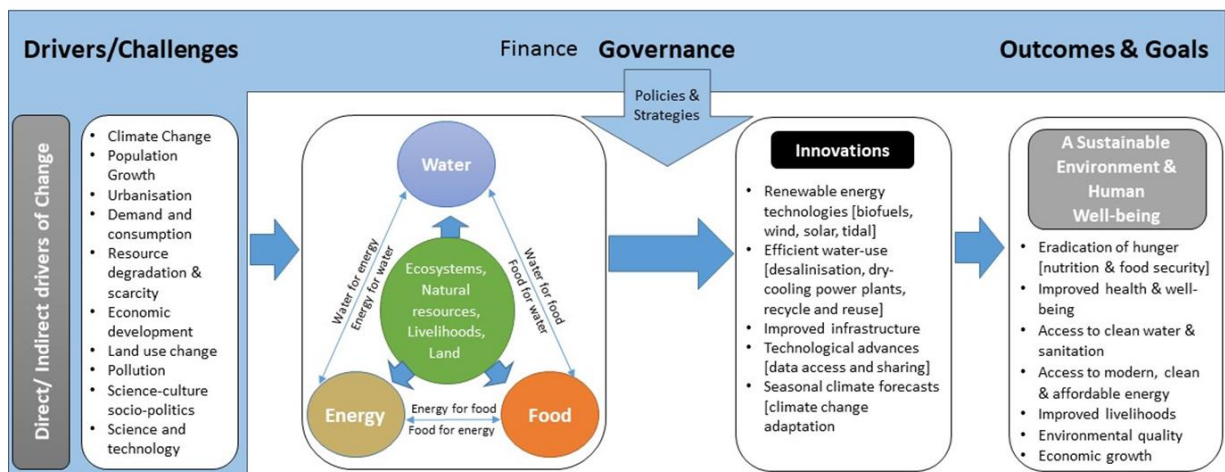 Drivers/Challenges
Finance Governance
Outcomes & Goals
Policies &
Strategies
Direct/ Indirect drivers of Change
• Climate Change
• Population
Growth
• Urbanisation
• Demand and
consumption
• Resource
degradation &
scarcity
• Economic
development
• Land use change
• Pollution
• Science-culture
socio-politics
• Science and
technology
Water
Water for energy
Energy for water
Ecosystems,
Natural
resources,
Livelihoods,
Land
Water for food
Food for water
Energy
Energy for food
Food for energy
Food
Innovations
• Renewable energy
technologies [biofuels,
wind, solar, tidal]
• Efficient water-use
[desalinisation, dry-
cooling power plants,
recycle and reuse]
• Improved infrastructure
• Technological advances
[data access and sharing]
• Seasonal climate forecasts
[climate change
adaptation]
A Sustainable
Environment &
Human
Well-being
• Eradication of hunger
[nutrition & food security]
• Improved health & well-
being
• Access to clean water &
sanitation
• Access to modern, clean
& affordable energy
• Improved livelihoods
• Environmental quality
• Economic growth